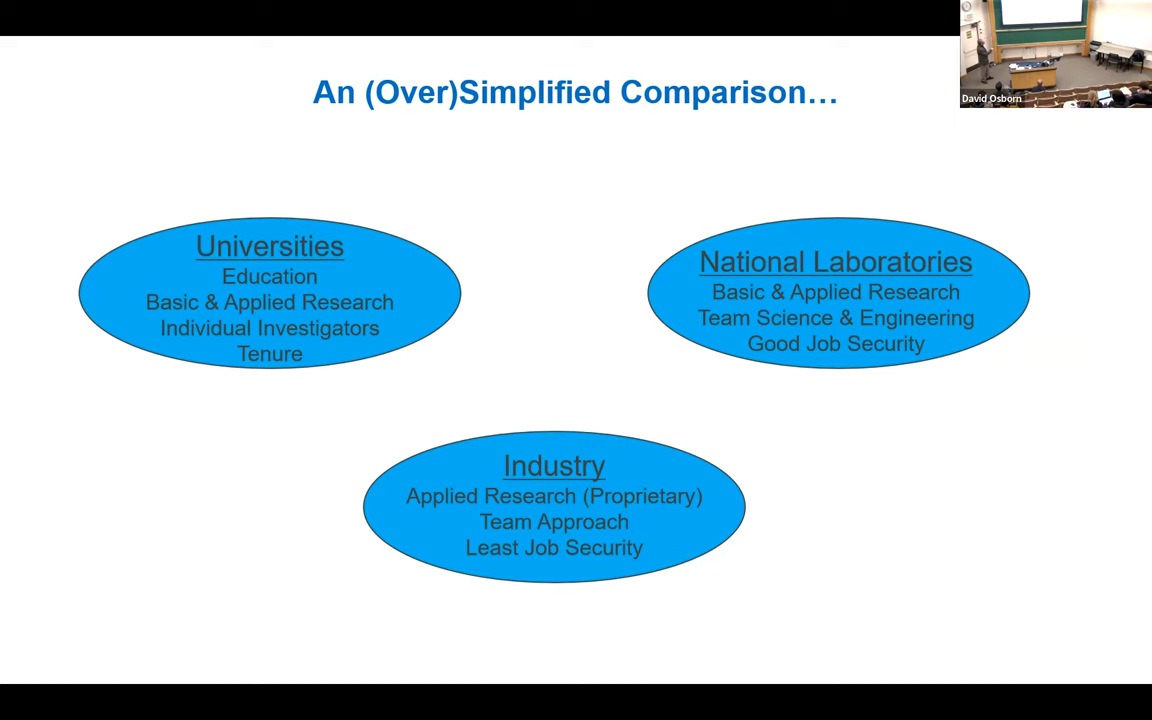 An (Over)Simplified Comparison…
David Osborn
Universities
Education
Basic & Applied Research
Individual Investigators
Tenure
National Laboratories
Basic & Applied Research
Team Science & Engineering
Good Job Security
Industry
Applied Research (Proprietary)
Team Approach
Least Job Security